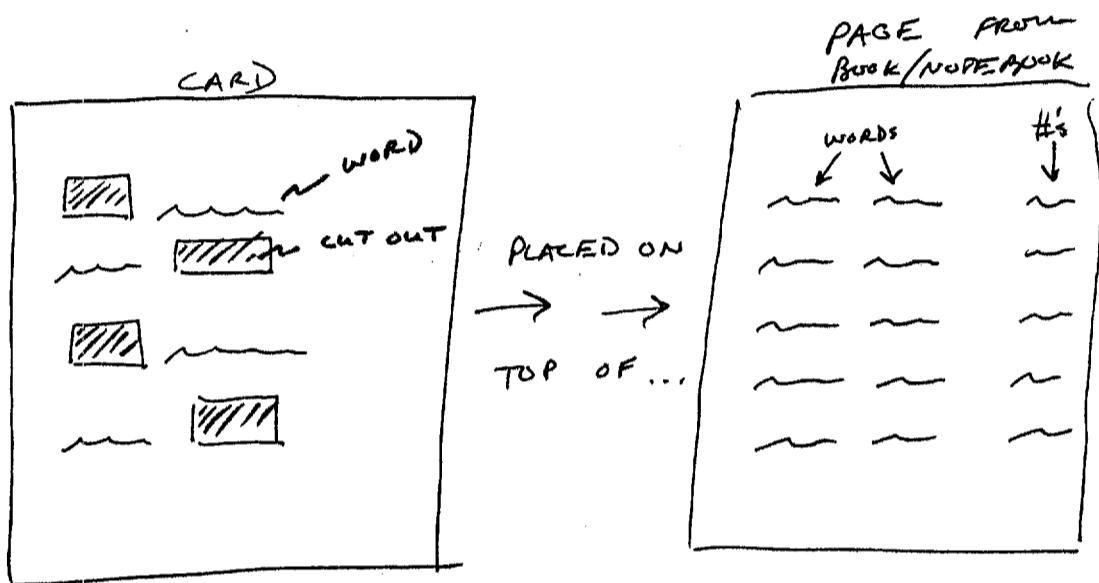 CARD
WORD
CUT OUT
PLACED ON
TOP OF ...
PAGE FROM
BOOK/NOTEBOOK
WORDS
#'s